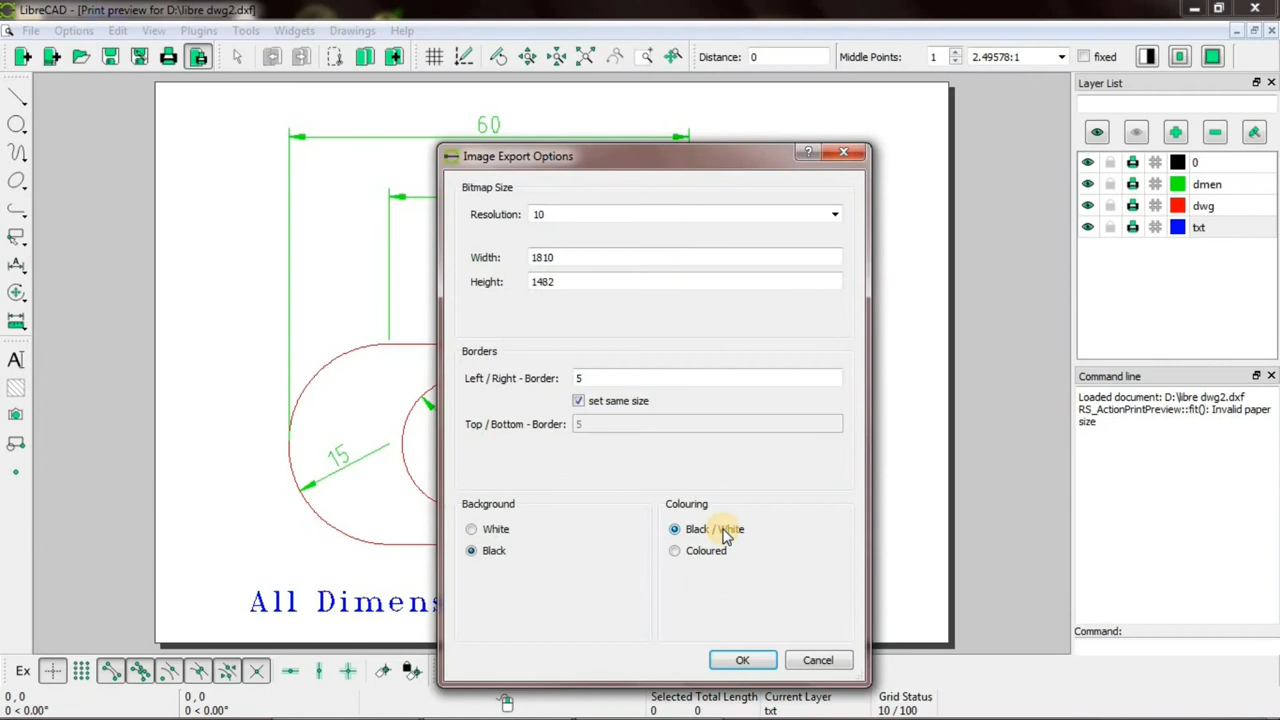 LibreCAD - [Print preview for D:\libre dwg2.dxf]
File Options Edit View Plugins Tools Widgets Drawings Help
Distance: 0 Middle Points: 1 2.49578:1 fixed
Layer List
0
dmen
dwg
txt
60
15
All Dimens
Image Export Options
Bitmap Size
Resolution: 10
Width: 1810
Height: 1482
Borders
Left / Right - Border: 5
set same size
Top / Bottom - Border: 5
Background
White
Black
Colouring
Black / White
Coloured
OK Cancel
Command line
Loaded document: D:\libre dwg2.dxf
RS_ActionPrintPreview::fit(): Invalid paper
size
Command:
Ex
0 , 0 0 , 0 Selected Total Length Current Layer Grid Status
0 < 0.00° 0 < 0.00° 0 0 txt 10 / 100